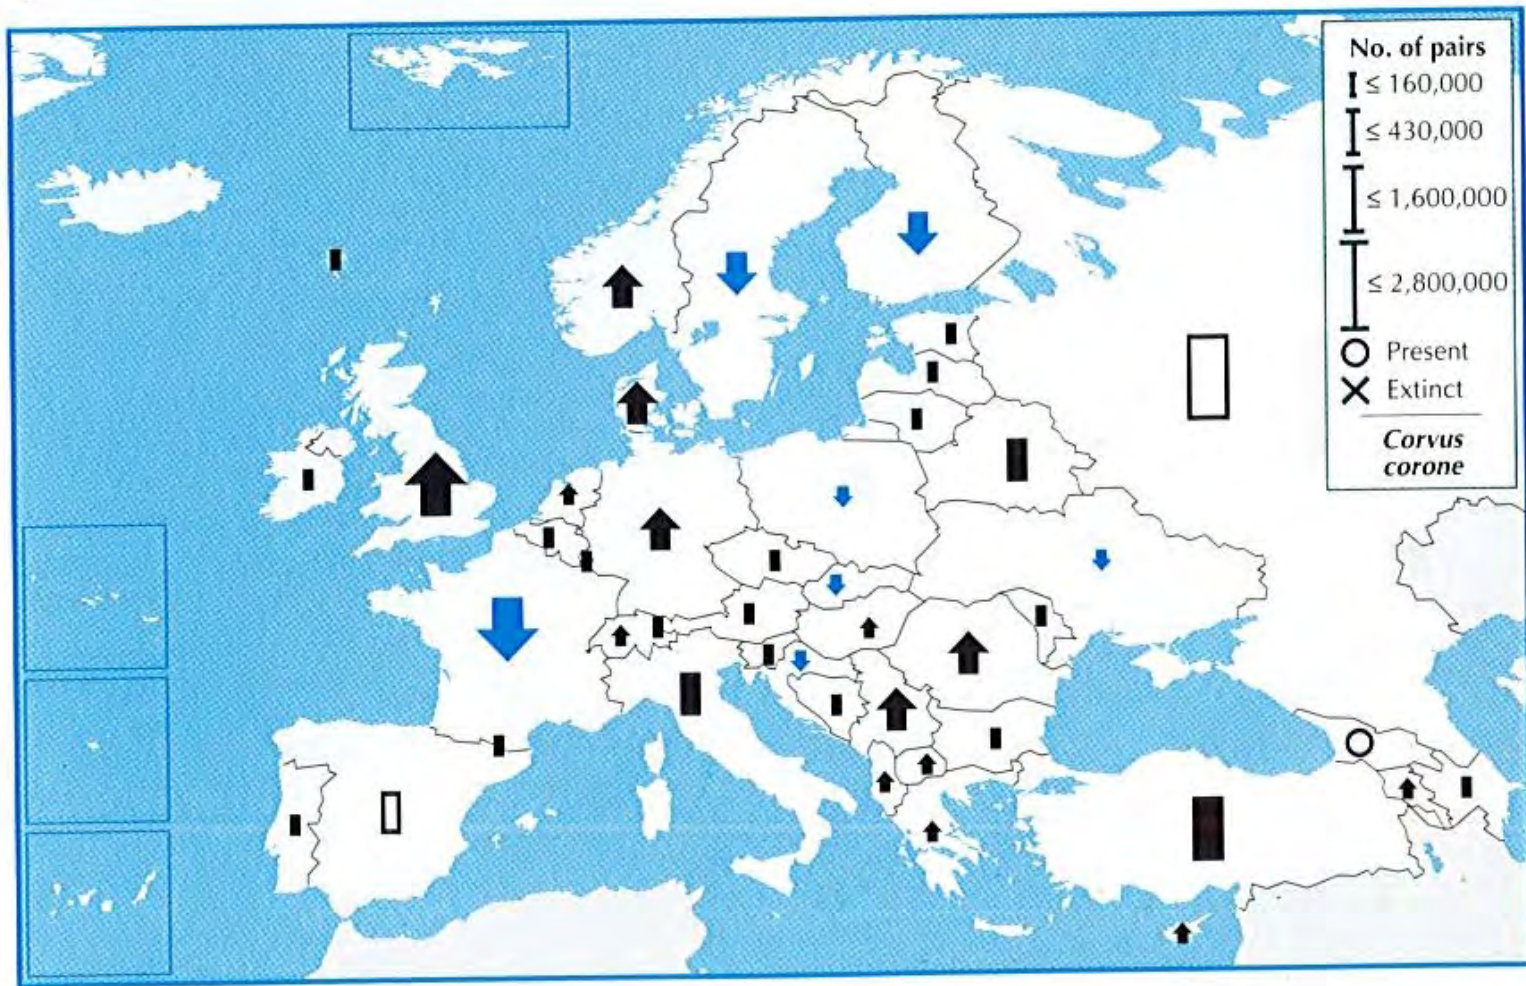 No. of pairs
≤ 160,000
≤ 430,000
≤ 1,600,000
≤ 2,800,000
Present
Extinct
Corvus
corone